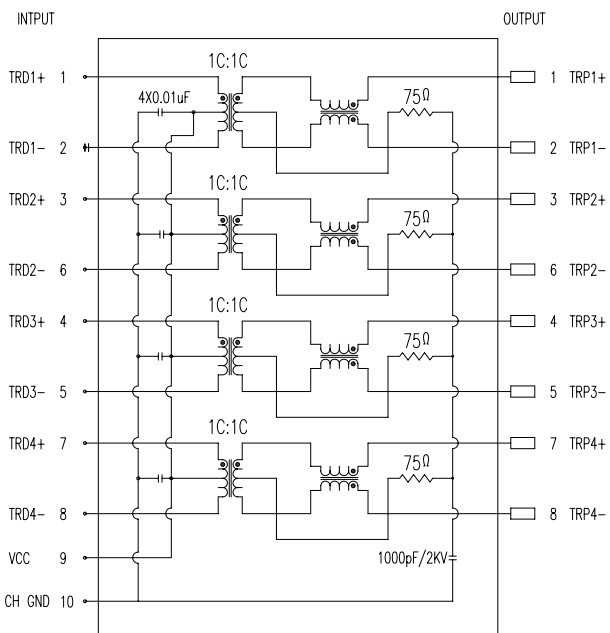 INTPUT
OUTPUT
1C:1C
TRD1+ 1
1 TRP1+
4X0.01uF
75Ω
TRD1- 2
2 TRP1-
1C:1C
TRD2+ 3
3 TRP2+
75Ω
TRD2- 6
6 TRP2-
1C:1C
TRD3+ 4
4 TRP3+
75Ω
TRD3- 5
5 TRP3-
1C:1C
TRD4+ 7
7 TRP4+
75Ω
TRD4- 8
8 TRP4-
VCC 9
1000pF/2KV
CH GND 10